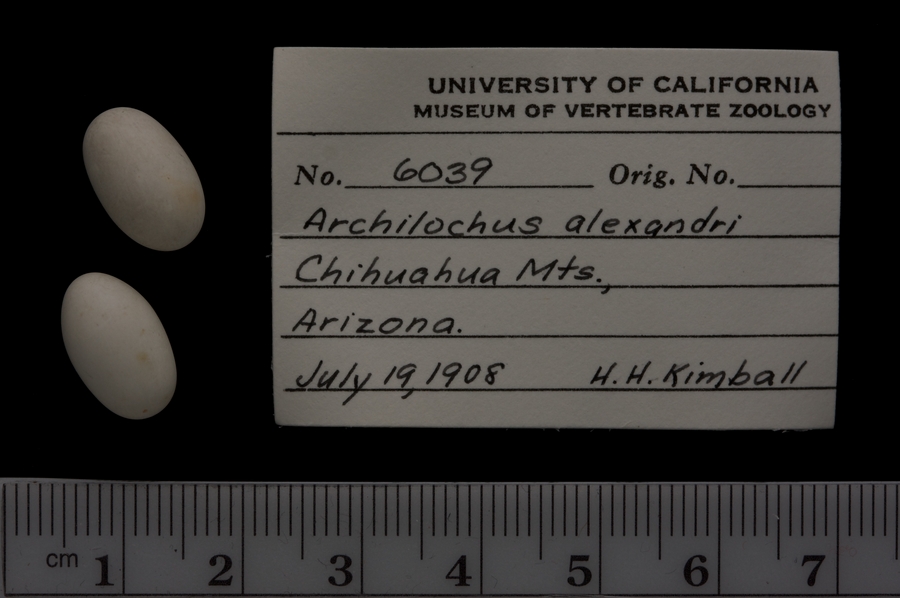 UNIVERSITY OF CALIFORNIA
MUSEUM OF VERTEBRATE ZOOLOGY
No. 6039 Orig. No.
Archilochus alexandri
Chihuahua Mts.,
Arizona.
July 19, 1908 H. H. Kimball
cm 1 2 3 4 5 6 7